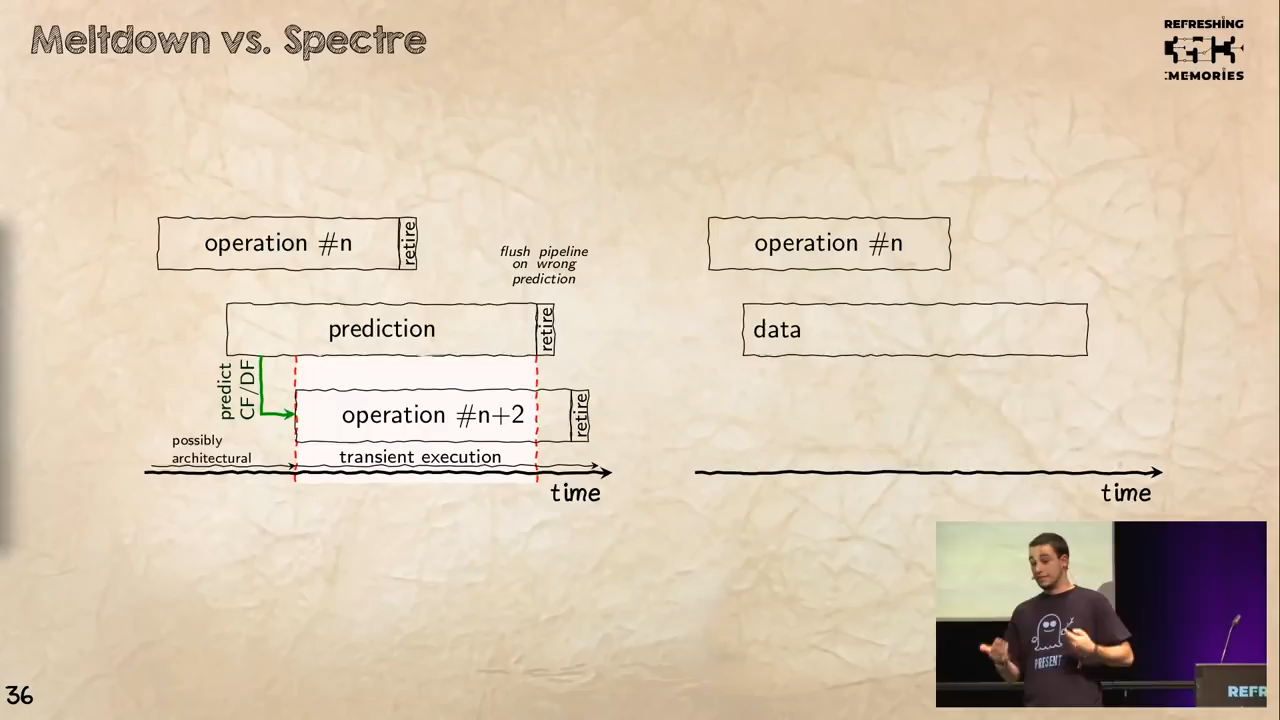 Meltdown vs. Spectre
REFRESHING
:MEMORIES
operation #n
retire
flush pipeline
on wrong
prediction
prediction
retire
predict
CF/DF
operation #n+2
retire
possibly
architectural
transient execution
time
operation #n
data
time
PRESENT
REFR
36